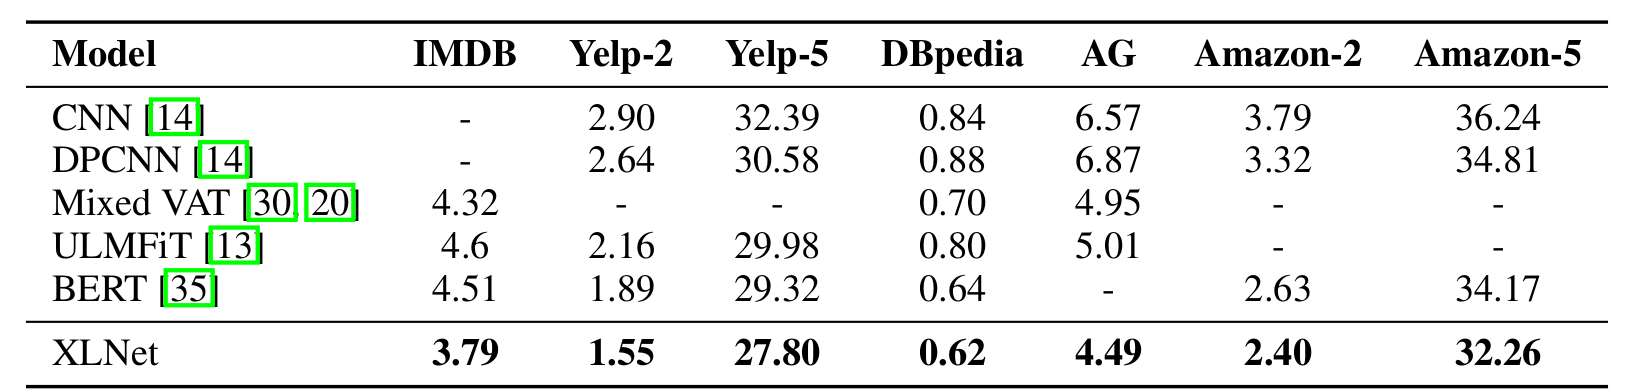 Model IMDB Yelp-2 Yelp-5 DBpedia AG Amazon-2 Amazon-5
CNN [14] - 2.90 32.39 0.84 6.57 3.79 36.24
DPCNN [14] - 2.64 30.58 0.88 6.87 3.32 34.81
Mixed VAT [30, 20] 4.32 - - 0.70 4.95 - -
ULMFiT [13] 4.6 2.16 29.98 0.80 5.01 - -
BERT [35] 4.51 1.89 29.32 0.64 - 2.63 34.17
XLNet 3.79 1.55 27.80 0.62 4.49 2.40 32.26